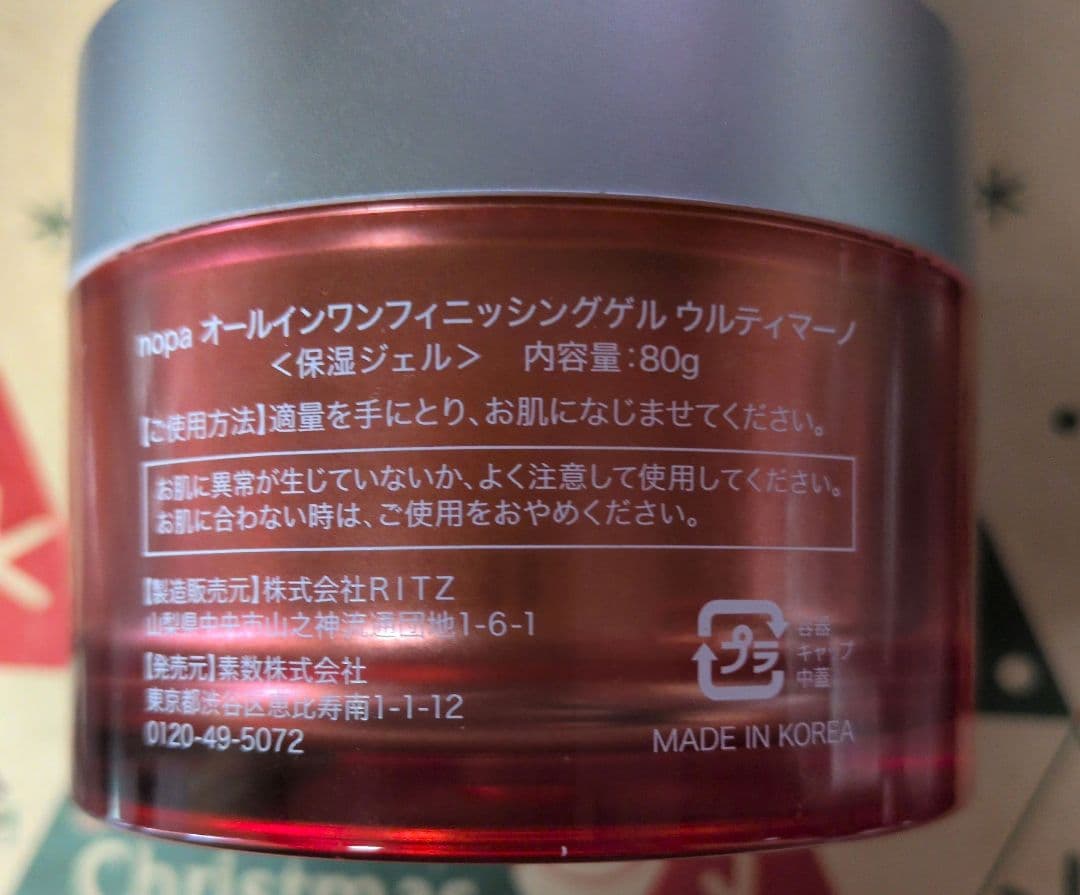 nopa オールインワンフィニッシングゲル ウルティマーノ
＜保湿ジェル＞ 内容量：80g
【ご使用方法】適量を手にとり、お肌になじませてください。
お肌に異常が生じていないか、よく注意して使用してください。
お肌に合わない時は、ご使用をおやめください。
【製造販売元】株式会社RITZ
山梨県中央市山之神流通団地1-6-1
【発売元】素数株式会社
東京都渋谷区恵比寿南1-1-12
0120-49-5072
プラ
容器
キャップ
中蓋
MADE IN KOREA
Christmas